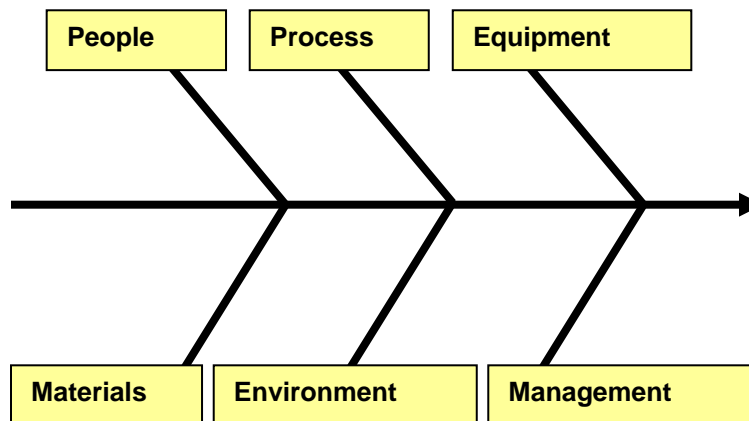 People
Process
Equipment
Materials
Environment
Management